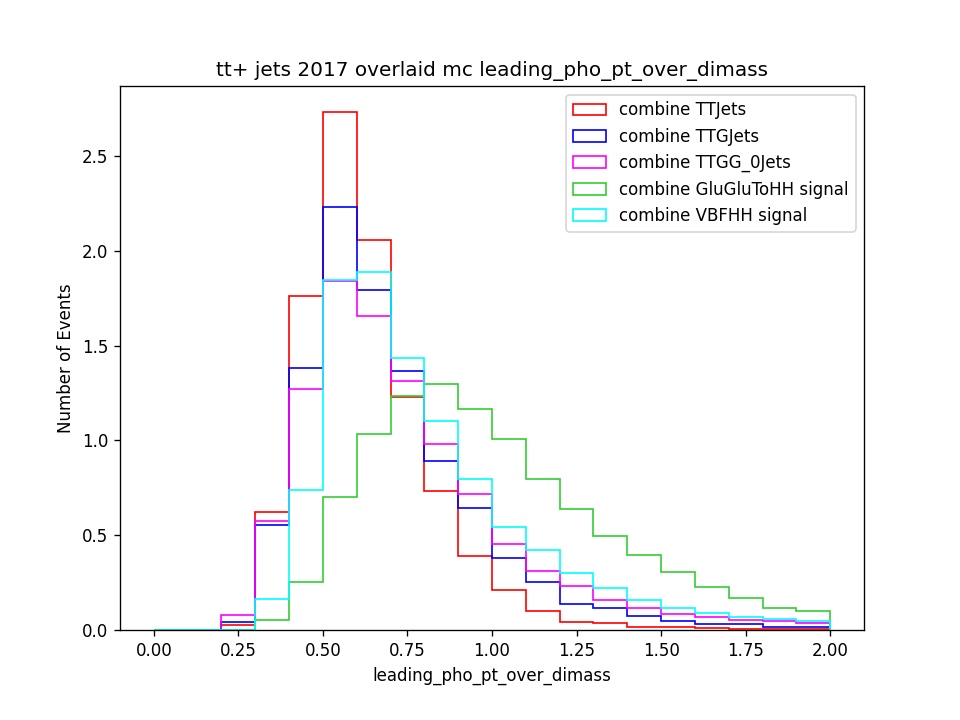 tt+ jets 2017 overlaid mc leading_pho_pt_over_dimass
combine TTJets
combine TTGJets
combine TTGG_0Jets
combine GluGluToHH signal
combine VBFHH signal
Number of Events
2.5
2.0
1.5
1.0
0.5
0.0
0.00 0.25 0.50 0.75 1.00 1.25 1.50 1.75 2.00
leading_pho_pt_over_dimass